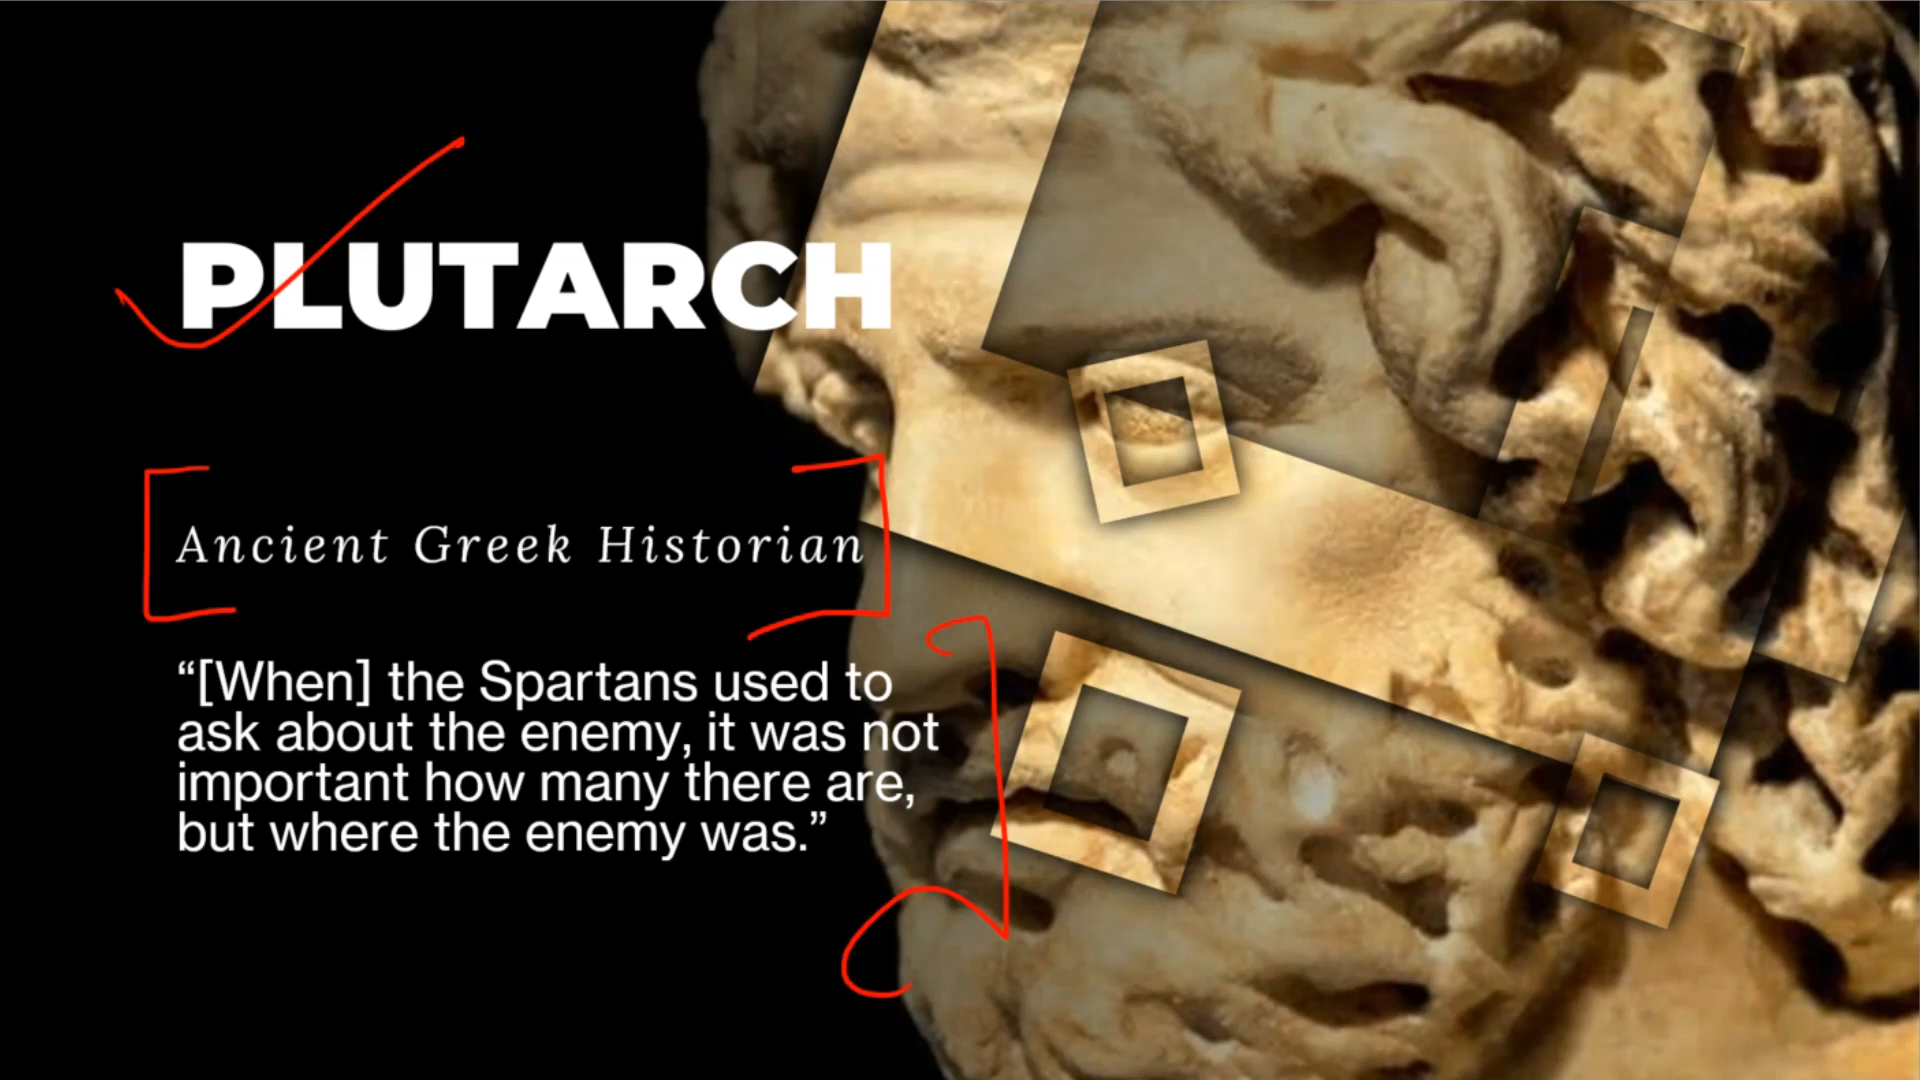 PLUTARCH
Ancient Greek Historian
“[When] the Spartans used to
ask about the enemy, it was not
important how many there are,
but where the enemy was.”